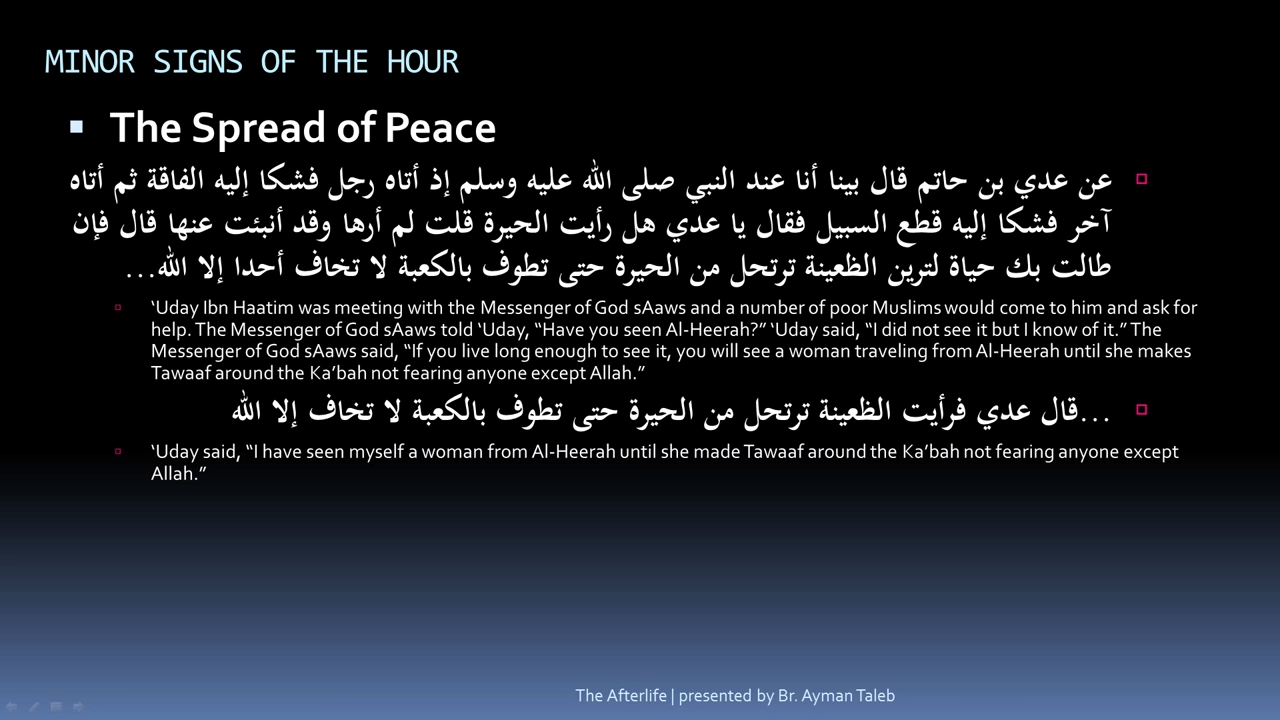 MINOR SIGNS OF THE HOUR
The Spread of Peace
عن عدي بن حاتم قال بينا أنا عند النبي صلى الله عليه وسلم إذ أتاه رجل فشكا إليه الفاقة ثم أتاه
آخر فشكا إليه قطع السبيل فقال يا عدي هل رأيت الحيرة قلت لم أرها وقد أنبئت عنها قال فإن
طالت بك حياة لترين الظعينة ترتحل من الحيرة حتى تطوف بالكعبة لا تخاف أحدا إلا الله...
‘Uday Ibn Haatim was meeting with the Messenger of God sAaws and a number of poor Muslims would come to him and ask for
help. The Messenger of God sAaws told ‘Uday, “Have you seen Al-Heerah?” ‘Uday said, “I did not see it but I know of it.” The
Messenger of God sAaws said, “If you live long enough to see it, you will see a woman traveling from Al-Heerah until she makes
Tawaaf around the Ka’bah not fearing anyone except Allah.”
...قال عدي فرأيت الظعينة ترتحل من الحيرة حتى تطوف بالكعبة لا تخاف إلا الله
‘Uday said, “I have seen myself a woman from Al-Heerah until she made Tawaaf around the Ka’bah not fearing anyone except
Allah.”
The Afterlife | presented by Br. Ayman Taleb